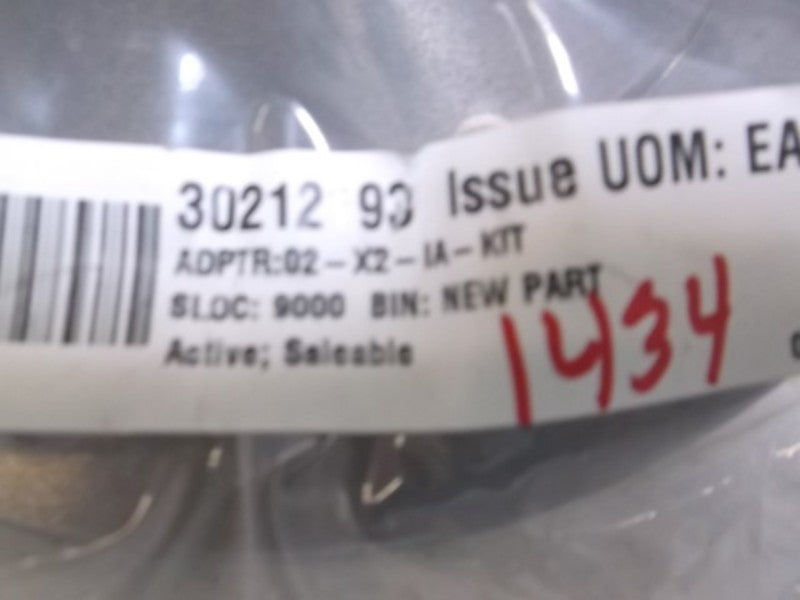 30212 93 Issue UOM: EA
ADPTR:02-X2-IA-KIT
SLOC: 9000 BIN: NEW PART
Active; Saleable
1434